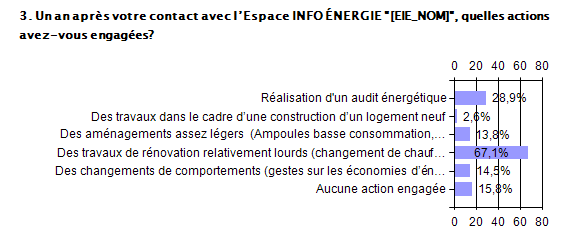 3. Un an après votre contact avec l'Espace INFO ÉNERGIE "[EIE_NOM]", quelles actions
avez-vous engagées?
0 20 40 60 80
Réalisation d'un audit énergétique 28,9%
Des travaux dans le cadre d'une construction d'un logement neuf 2,6%
Des aménagements assez légers (Ampoules basse consommation,... 13,8%
Des travaux de rénovation relativement lourds (changement de chauf... 67,1%
Des changements de comportements (gestes sur les économies d'én... 14,5%
Aucune action engagée 15,8%
0 20 40 60 80